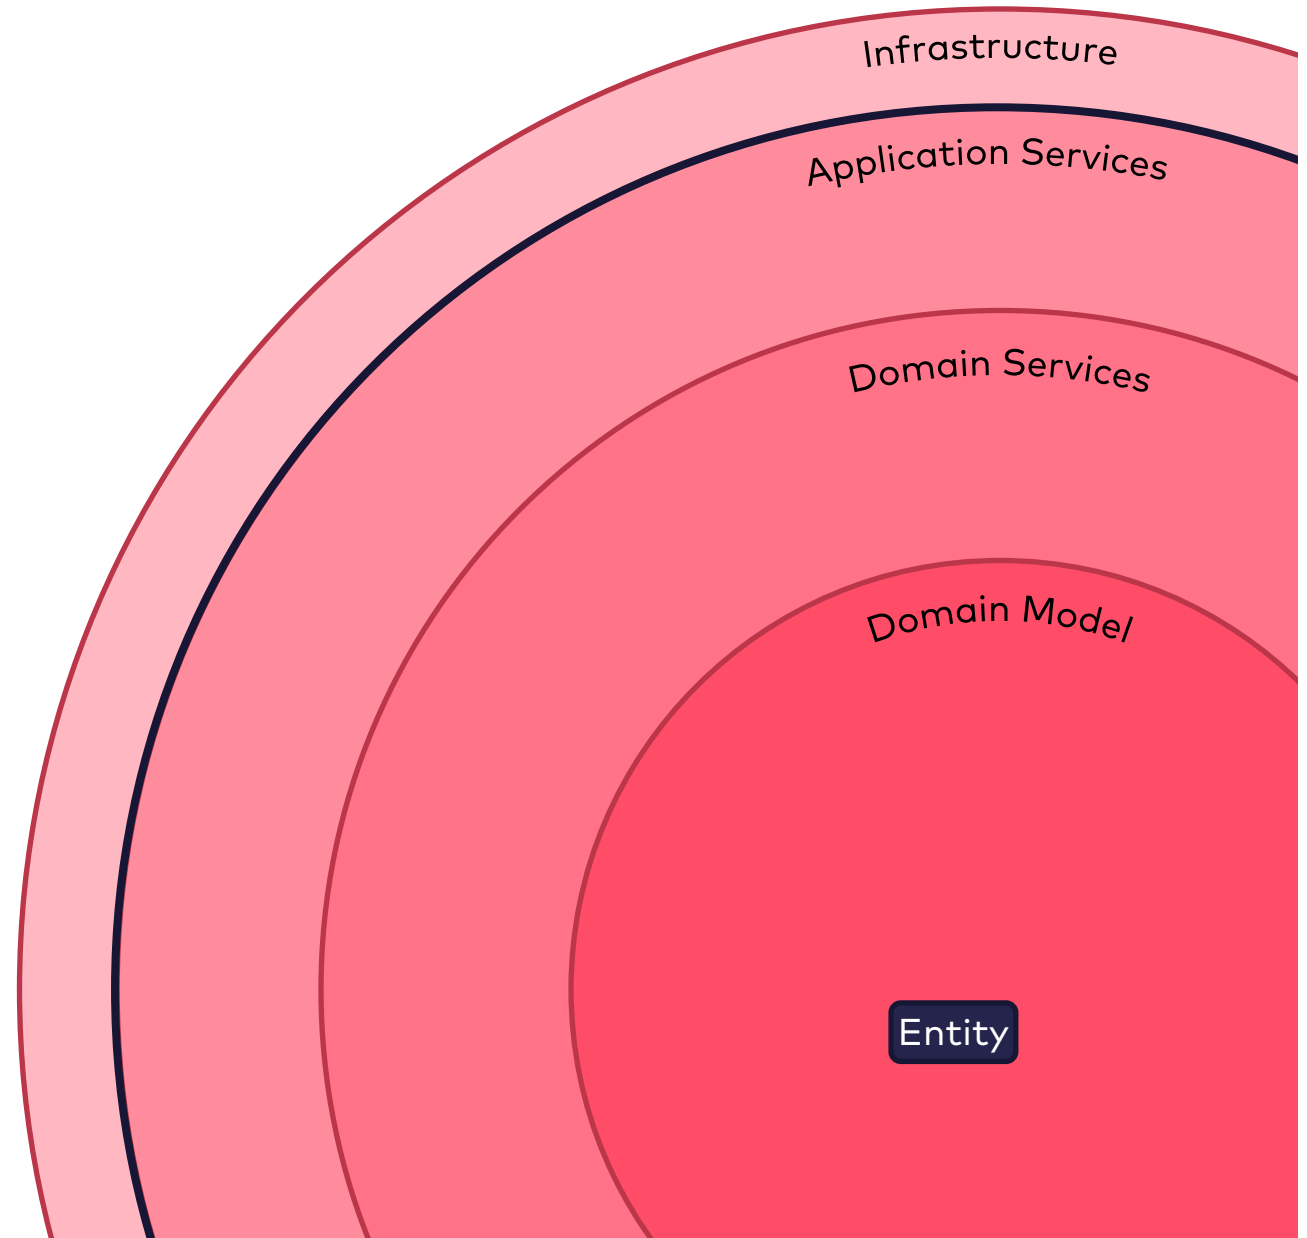 Infrastructure
Application Services
Domain Services
Domain Model
Entity